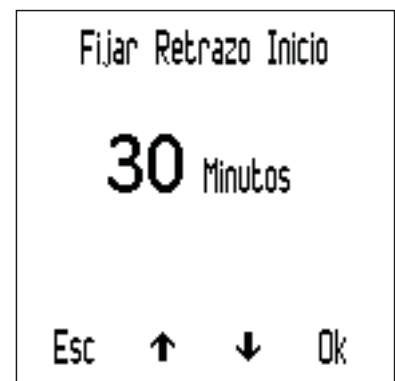 Fijar Retrazo Inicio
30 Minutos
Esc ↑ ↓ Ok